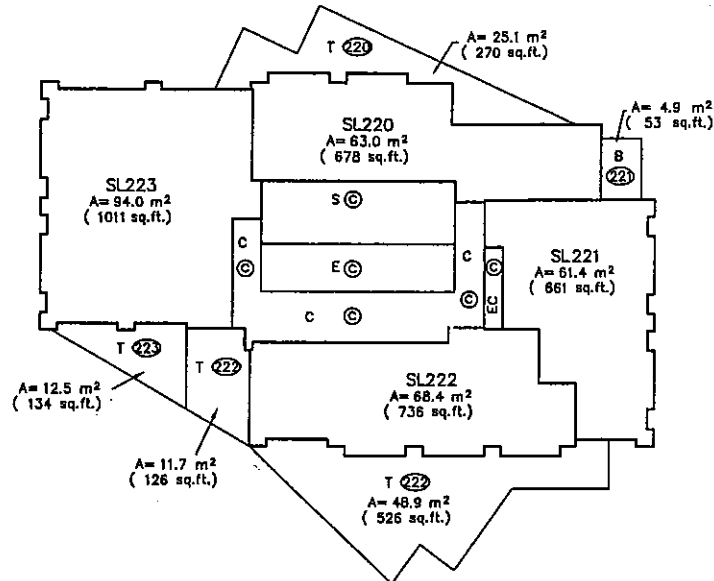 T 220
A= 25.1 m²
( 270 sq.ft.)
A= 4.9 m²
( 53 sq.ft.)
B
221
SL220
A= 63.0 m²
( 678 sq.ft.)
SL223
A= 94.0 m²
( 1011 sq.ft.)
S C
C
C
E C
C
C
C
EC
SL221
A= 61.4 m²
( 661 sq.ft.)
C C
T 223
T 222
A= 12.5 m²
( 134 sq.ft.)
SL222
A= 68.4 m²
( 736 sq.ft.)
A= 11.7 m²
( 126 sq.ft.)
T 222
A= 48.9 m²
( 526 sq.ft.)